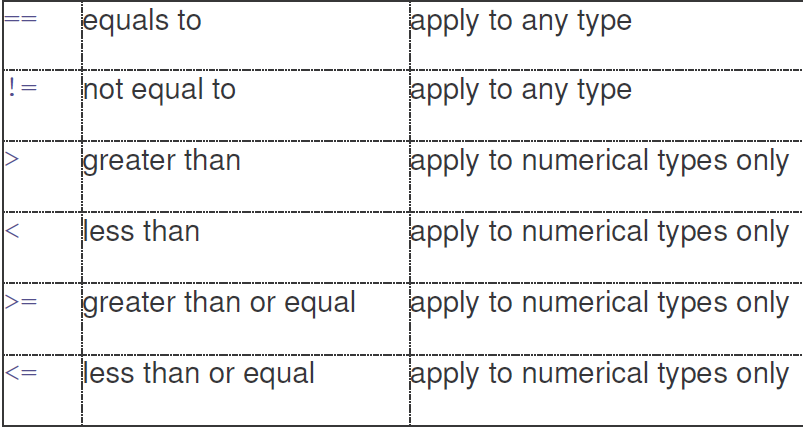 == equals to apply to any type
!= not equal to apply to any type
> greater than apply to numerical types only
< less than apply to numerical types only
>= greater than or equal apply to numerical types only
<= less than or equal apply to numerical types only